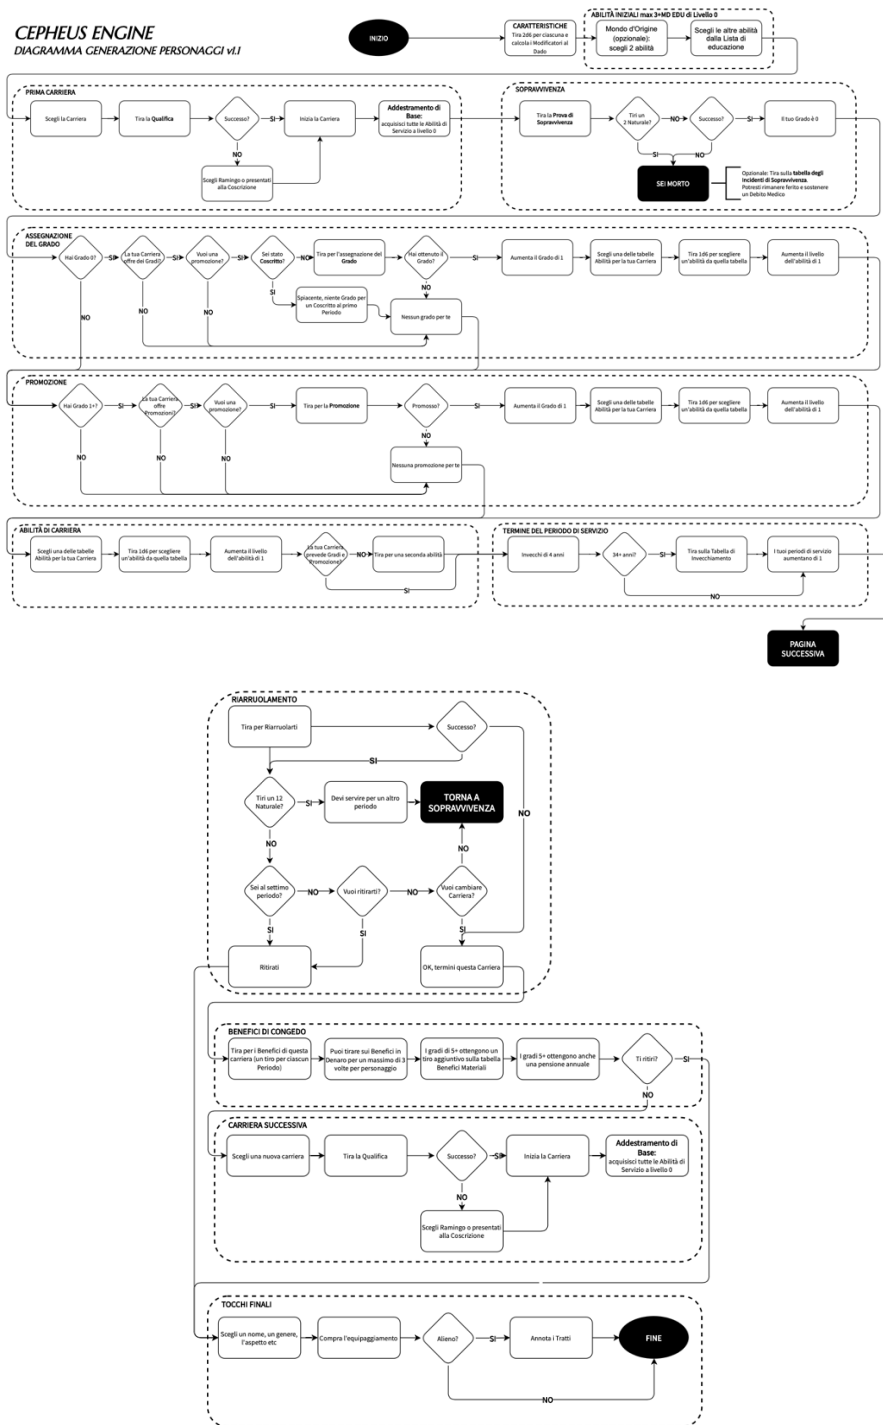 CEPHEUS ENGINE
DIAGRAMMA GENERAZIONE PERSONAGGI v1.1
INIZIO
CARATTERISTICHE
Tira 2d6 per ciascuna e
calcola i Modificatori al
Dado
ABILITÀ INIZIALI max 3+MD EDU di Livello 0
Mondo d'Origine
(opzionale):
scegli 2 abilità
Scegli le altre abilità
dalla Lista di
educazione
PRIMA CARRIERA
Scegli la Carriera
Tira la Qualifica
Successo?
SI
NO
Inizia la Carriera
Scegli Ramingo o presentati
alla Coscrizione
Addestramento di
Base:
acquisisci tutte le Abilità di
Servizio a livello 0
SOPRAVVIVENZA
Tira la Prova di
Sopravvivenza
Tiri un
2 Naturale?
NO
Successo?
SI
Il tuo Grado è 0
SI
NO
SEI MORTO
Opzionale: Tira sulla tabella degli
Incidenti di Sopravvivenza.
Potresti rimanere ferito e sostenere
un Debito Medico
ASSEGNAZIONE
DEL GRADO
Hai Grado 0?
SI
La tua Carriera
offre dei Gradi?
SI
Vuoi una
promozione?
SI
Sei stato
Coscritto?
NO
Tira per l'assegnazione del
Grado
Hai ottenuto il
Grado?
SI
Aumenta il Grado di 1
Scegli una delle tabelle
Abilità per la tua Carriera
Tira 1d6 per scegliere
un'abilità da quella tabella
Aumenta il livello
dell'abilità di 1
SI
Spiacente, niente Grado per
un Coscritto al primo
Periodo
NO
Nessun grado per te
NO
NO
NO
PROMOZIONE
Hai Grado 1+?
SI
La tua Carriera
offre
Promozioni?
SI
Vuoi una
promozione?
SI
Tira per la Promozione
Promosso?
SI
Aumenta il Grado di 1
Scegli una delle tabelle
Abilità per la tua Carriera
Tira 1d6 per scegliere
un'abilità da quella tabella
Aumenta il livello
dell'abilità di 1
NO
NO
NO
NO
Nessuna promozione per te
ABILITÀ DI CARRIERA
Scegli una delle tabelle
Abilità per la tua Carriera
Tira 1d6 per scegliere
un'abilità da quella tabella
Aumenta il livello
dell'abilità di 1
La tua Carriera
prevede Gradi e
Promozione?
NO
Tira per una seconda abilità
SI
TERMINE DEL PERIODO DI SERVIZIO
Invecchi di 4 anni
34+ anni?
SI
Tira sulla Tabella di
Invecchiamento
I tuoi periodi di servizio
aumentano di 1
NO
PAGINA
SUCCESSIVA
RIARRUOLAMENTO
Tira per Riarruolarti
Successo?
SI
NO
Tiri un 12
Naturale?
SI
Devi servire per un altro
periodo
TORNA A
SOPRAVVIVENZA
NO
NO
Sei al settimo
periodo?
NO
Vuoi ritirarti?
NO
Vuoi cambiare
Carriera?
SI
SI
SI
Ritirati
OK, termini questa Carriera
BENEFICI DI CONGEDO
Tira per i Benefici di questa
carriera (un tiro per ciascun
Periodo)
Puoi tirare sui Benefici in
Denaro per un massimo di 3
volte per personaggio
I gradi di 5+ ottengono un
tiro aggiuntivo sulla tabella
Benefici Materiali
I gradi 5+ ottengono anche
una pensione annuale
Ti ritiri?
SI
NO
CARRIERA SUCCESSIVA
Scegli una nuova carriera
Tira la Qualifica
Successo?
SI
Inizia la Carriera
Addestramento di
Base:
acquisisci tutte le Abilità di
Servizio a livello 0
NO
Scegli Ramingo o presentati
alla Coscrizione
TOCCHI FINALI
Scegli un nome, un genere,
l'aspetto etc
Compra l'equipaggiamento
Alieno?
SI
Annota i Tratti
FINE
NO